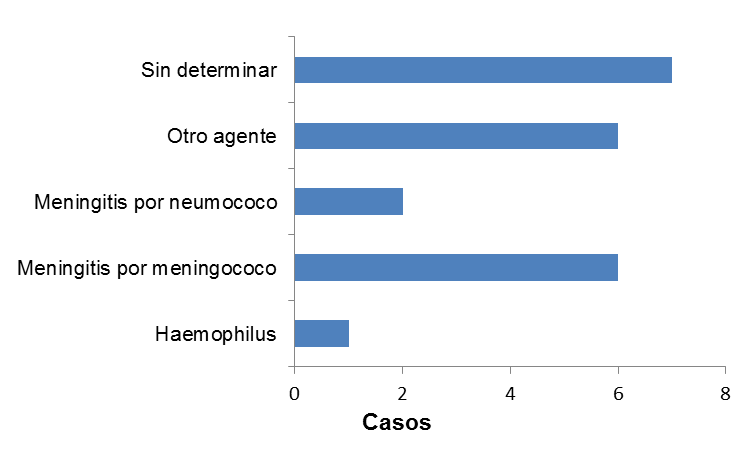 Sin determinar
Otro agente
Meningitis por neumococo
Meningitis por meningococo
Haemophilus
0 2 4 6 8
Casos